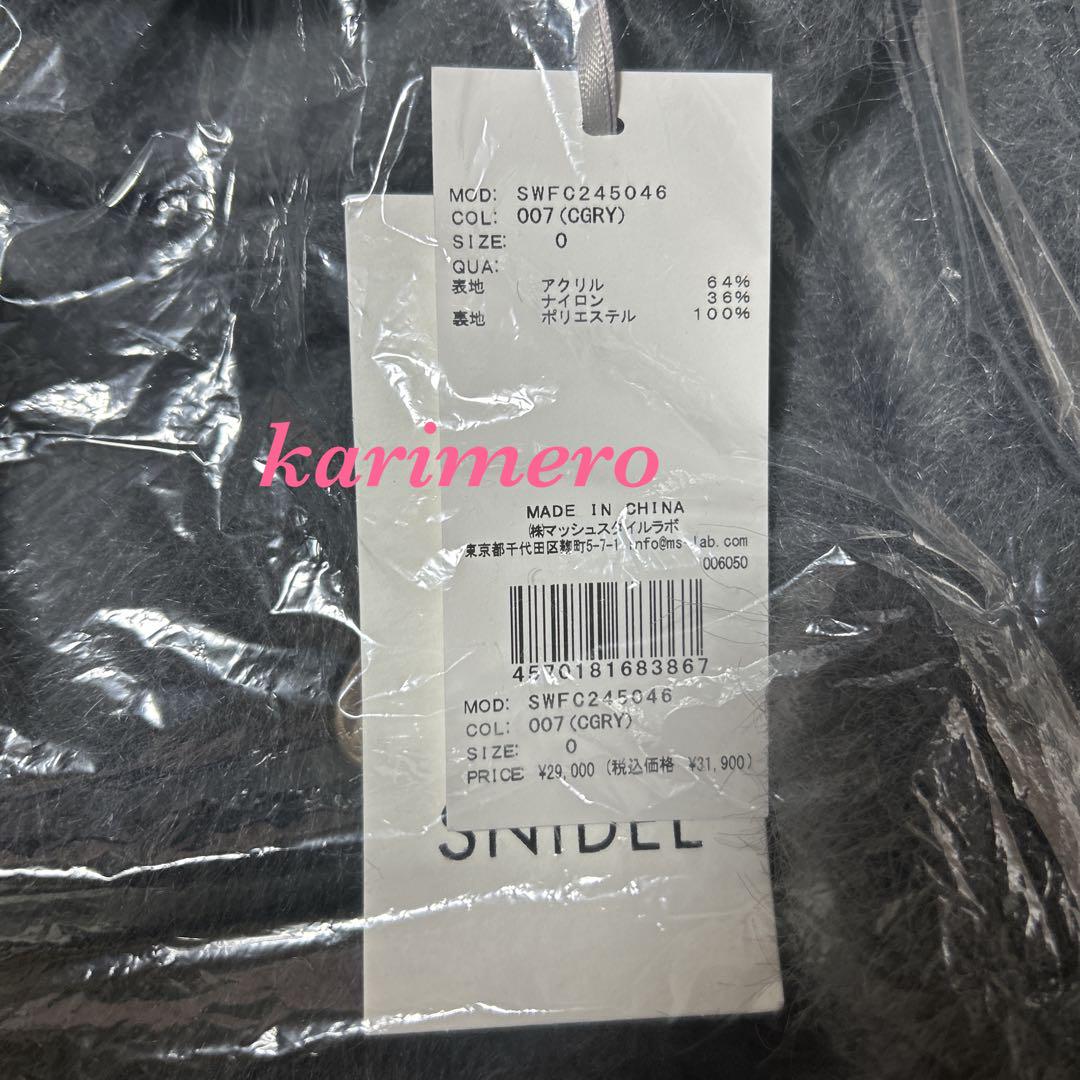 MOD: SWFC245046
COL: 007(CGRY)
SIZE: 0
QUA:
表地 アクリル 64%
ナイロン 36%
裏地 ポリエステル 100%
karimero
MADE IN CHINA
㈱マッシュスタイルラボ
東京都千代田区麹町5-7-1 info@ms-lab.com
006050
4570181683867
MOD: SWFC245046
COL: 007(CGRY)
SIZE: 0
PRICE ¥29,000 (税込価格 ¥31,900)
SNIDEL